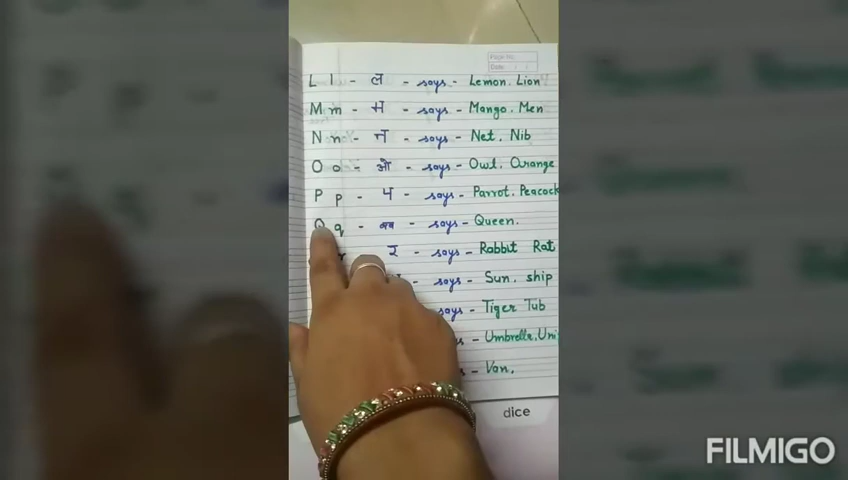 Page No.
Date
L l - ल - says - Lemon. Lion
M m - म - says - Mango. Men
N n - न - says - Net. Nib
O o - ओ - says - Owl. Orange
P p - प - says - Parrot. Peacock
Q q - क्व - says - Queen.
र - says - Rabbit Rat
says - Sun. ship
says - Tiger Tub
- Umbrella. Uni
- Van.
dice
FILMIGO